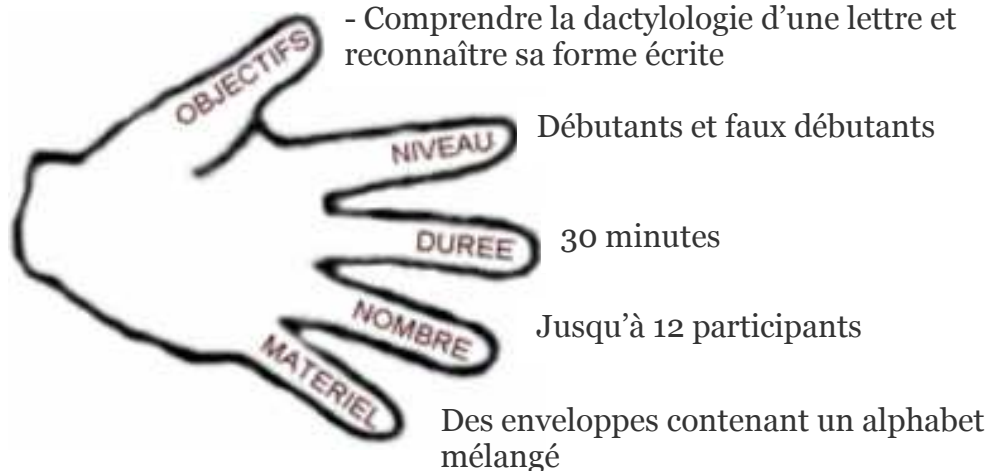 OBJECTIFS
- Comprendre la dactylologie d’une lettre et
reconnaître sa forme écrite
NIVEAU
Débutants et faux débutants
DUREE
30 minutes
NOMBRE
Jusqu’à 12 participants
MATERIEL
Des enveloppes contenant un alphabet
mélangé